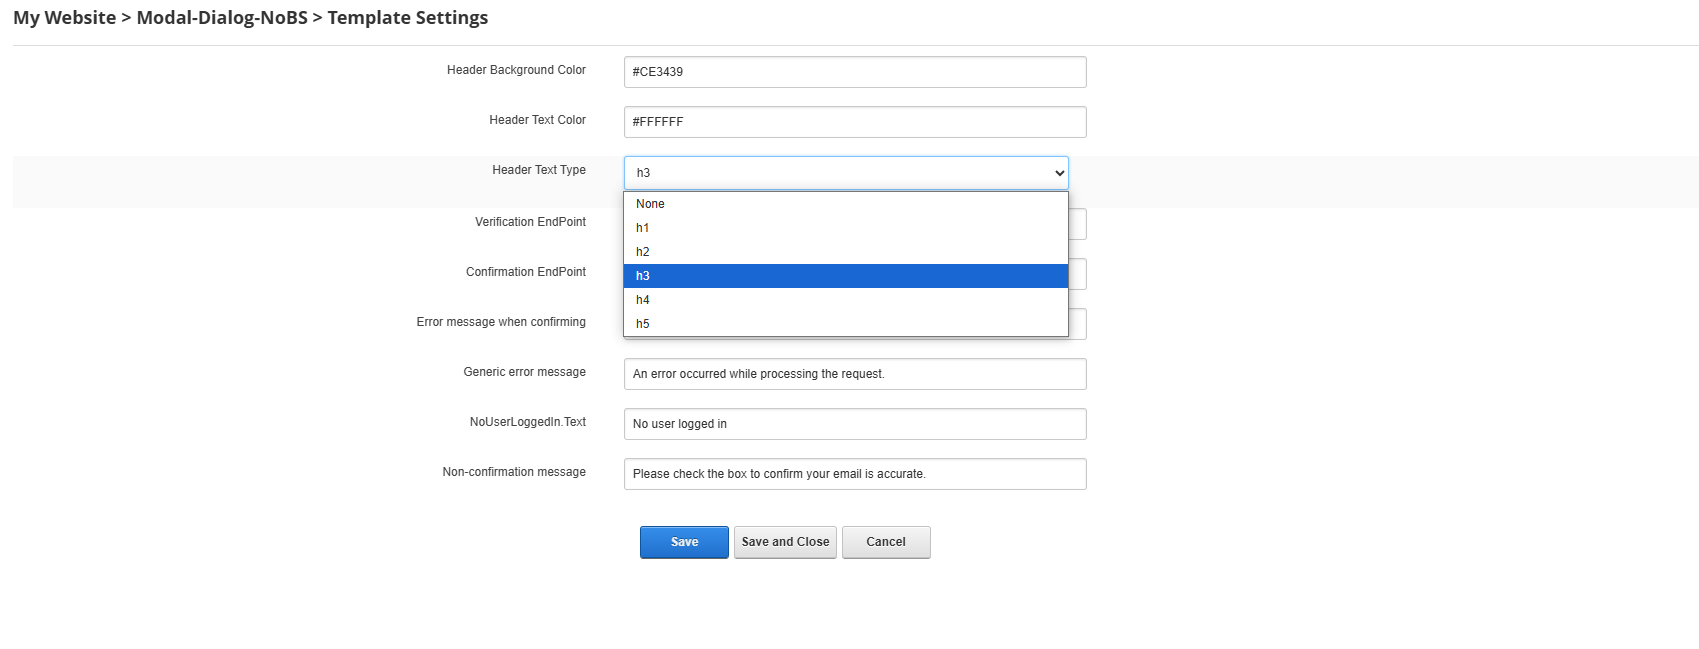 My Website > Modal-Dialog-NoBS > Template Settings
Header Background Color
#CE3439
Header Text Color
#FFFFFF
Header Text Type
h3
None
h1
h2
h3
h4
h5
Verification EndPoint
Confirmation EndPoint
Error message when confirming
Generic error message
An error occurred while processing the request.
NoUserLoggedIn.Text
No user logged in
Non-confirmation message
Please check the box to confirm your email is accurate.
Save
Save and Close
Cancel